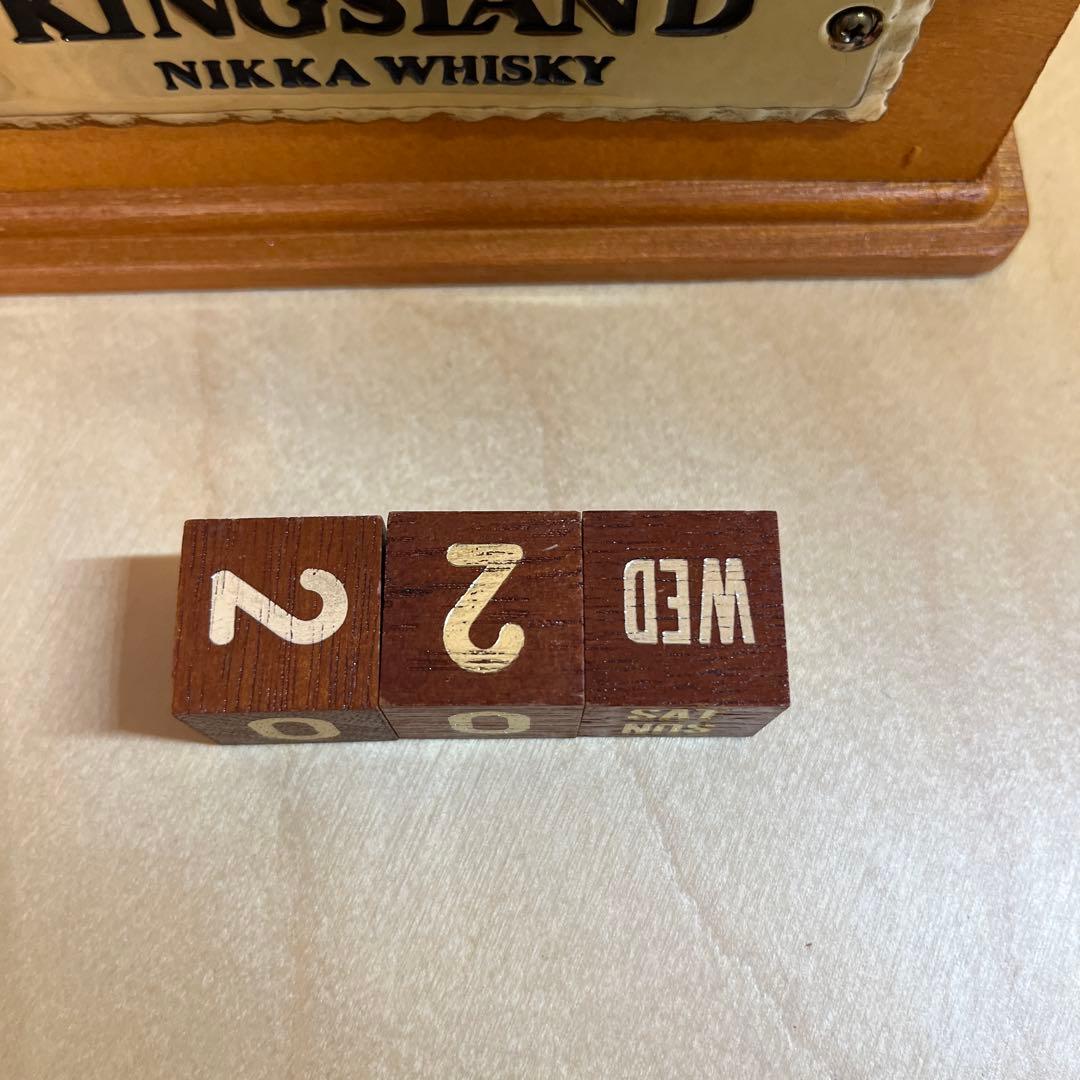 KINGSLAND
NIKKA WHISKY
2 2 WED
0 0 SAT
SUN